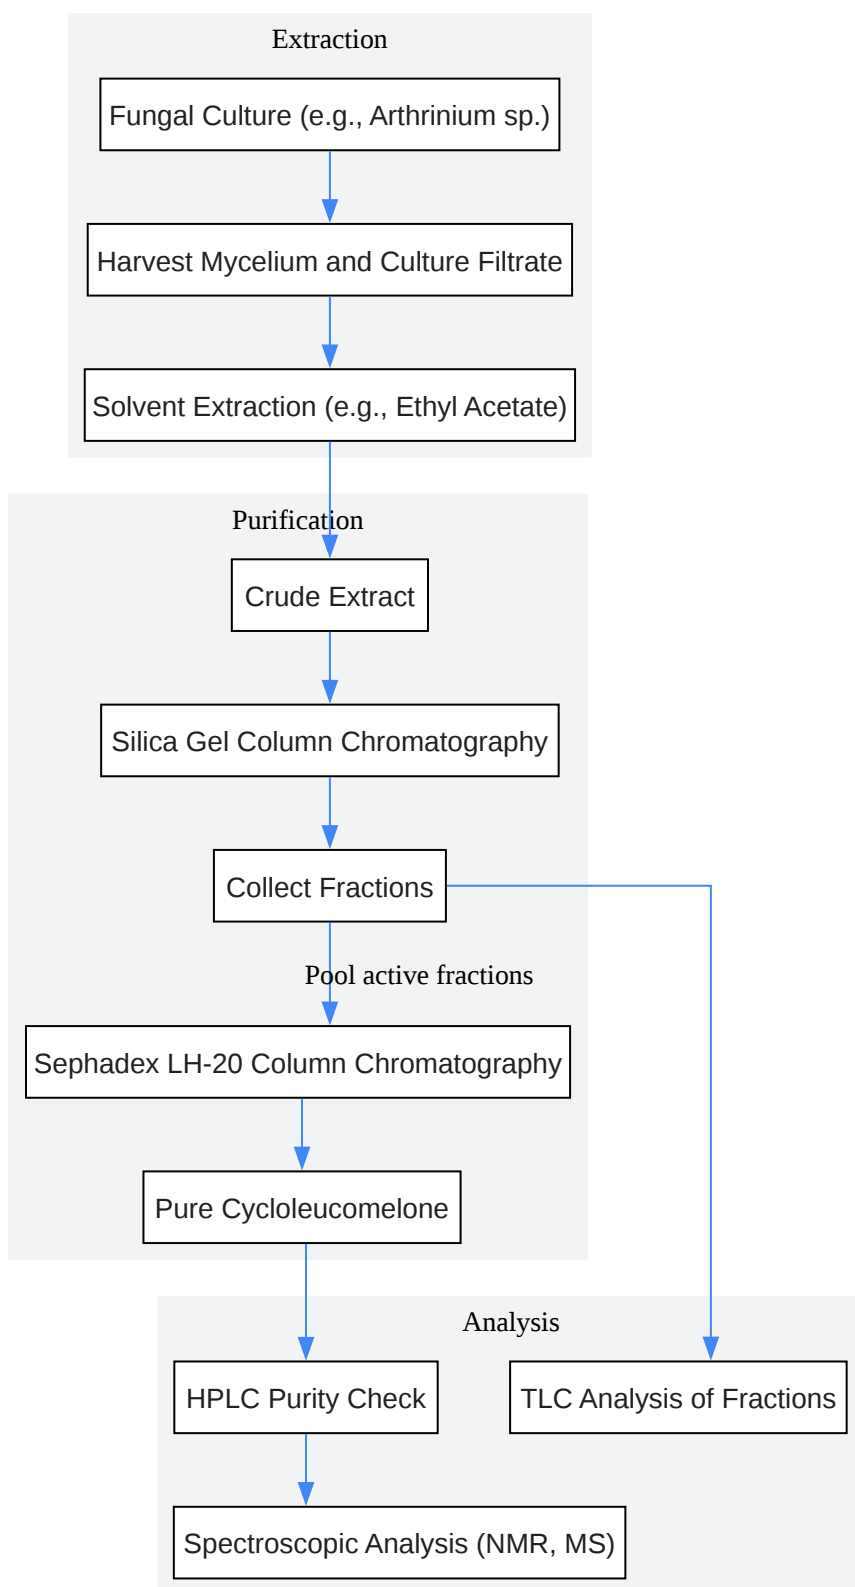 Extraction
Fungal Culture (e.g., Arthrinium sp.)
Harvest Mycelium and Culture Filtrate
Solvent Extraction (e.g., Ethyl Acetate)
Purification
Crude Extract
Silica Gel Column Chromatography
Collect Fractions
Pool active fractions
Sephadex LH-20 Column Chromatography
Pure Cycloleucomelone
Analysis
HPLC Purity Check
TLC Analysis of Fractions
Spectroscopic Analysis (NMR, MS)